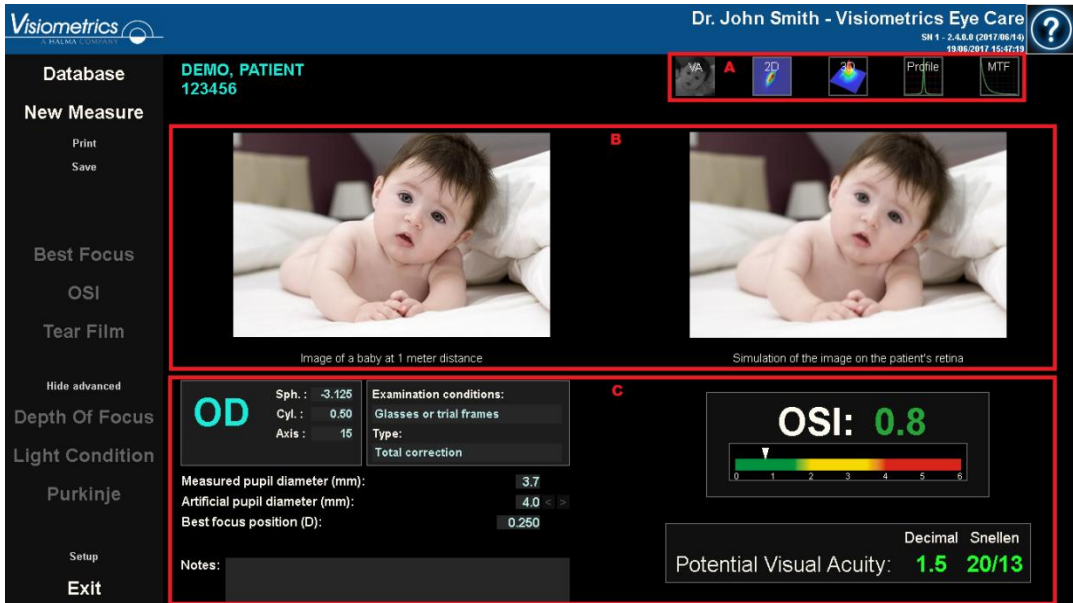 Visiometrics
A HALMA COMPANY
Dr. John Smith - Visiometrics Eye Care
SN 1 - 2.4.0.0 (2017/06/14)
19/06/2017 15:47:19
?
Database
New Measure
Print
Save
Best Focus
OSI
Tear Film
Hide advanced
Depth Of Focus
Light Condition
Purkinje
Setup
Exit
DEMO, PATIENT
123456
VA A 2D 3D Profile MTF
B
Image of a baby at 1 meter distance
Simulation of the image on the patient's retina
C
OD
Sph. : -3.125
Cyl. : 0.50
Axis : 15
Examination conditions:
Glasses or trial frames
Type:
Total correction
Measured pupil diameter (mm): 3.7
Artificial pupil diameter (mm): 4.0 < >
Best focus position (D): 0.250
Notes:
OSI: 0.8
0 1 2 3 4 5 6
Decimal Snellen
Potential Visual Acuity: 1.5 20/13